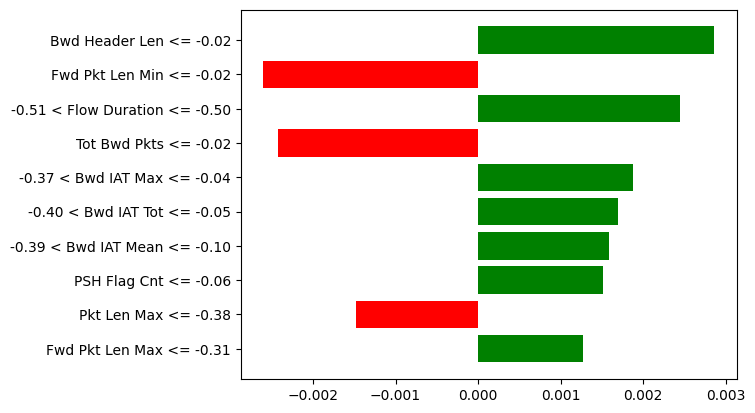 Bwd Header Len <= -0.02
Fwd Pkt Len Min <= -0.02
-0.51 < Flow Duration <= -0.50
Tot Bwd Pkts <= -0.02
-0.37 < Bwd IAT Max <= -0.04
-0.40 < Bwd IAT Tot <= -0.05
-0.39 < Bwd IAT Mean <= -0.10
PSH Flag Cnt <= -0.06
Pkt Len Max <= -0.38
Fwd Pkt Len Max <= -0.31
−0.002 −0.001 0.000 0.001 0.002 0.003